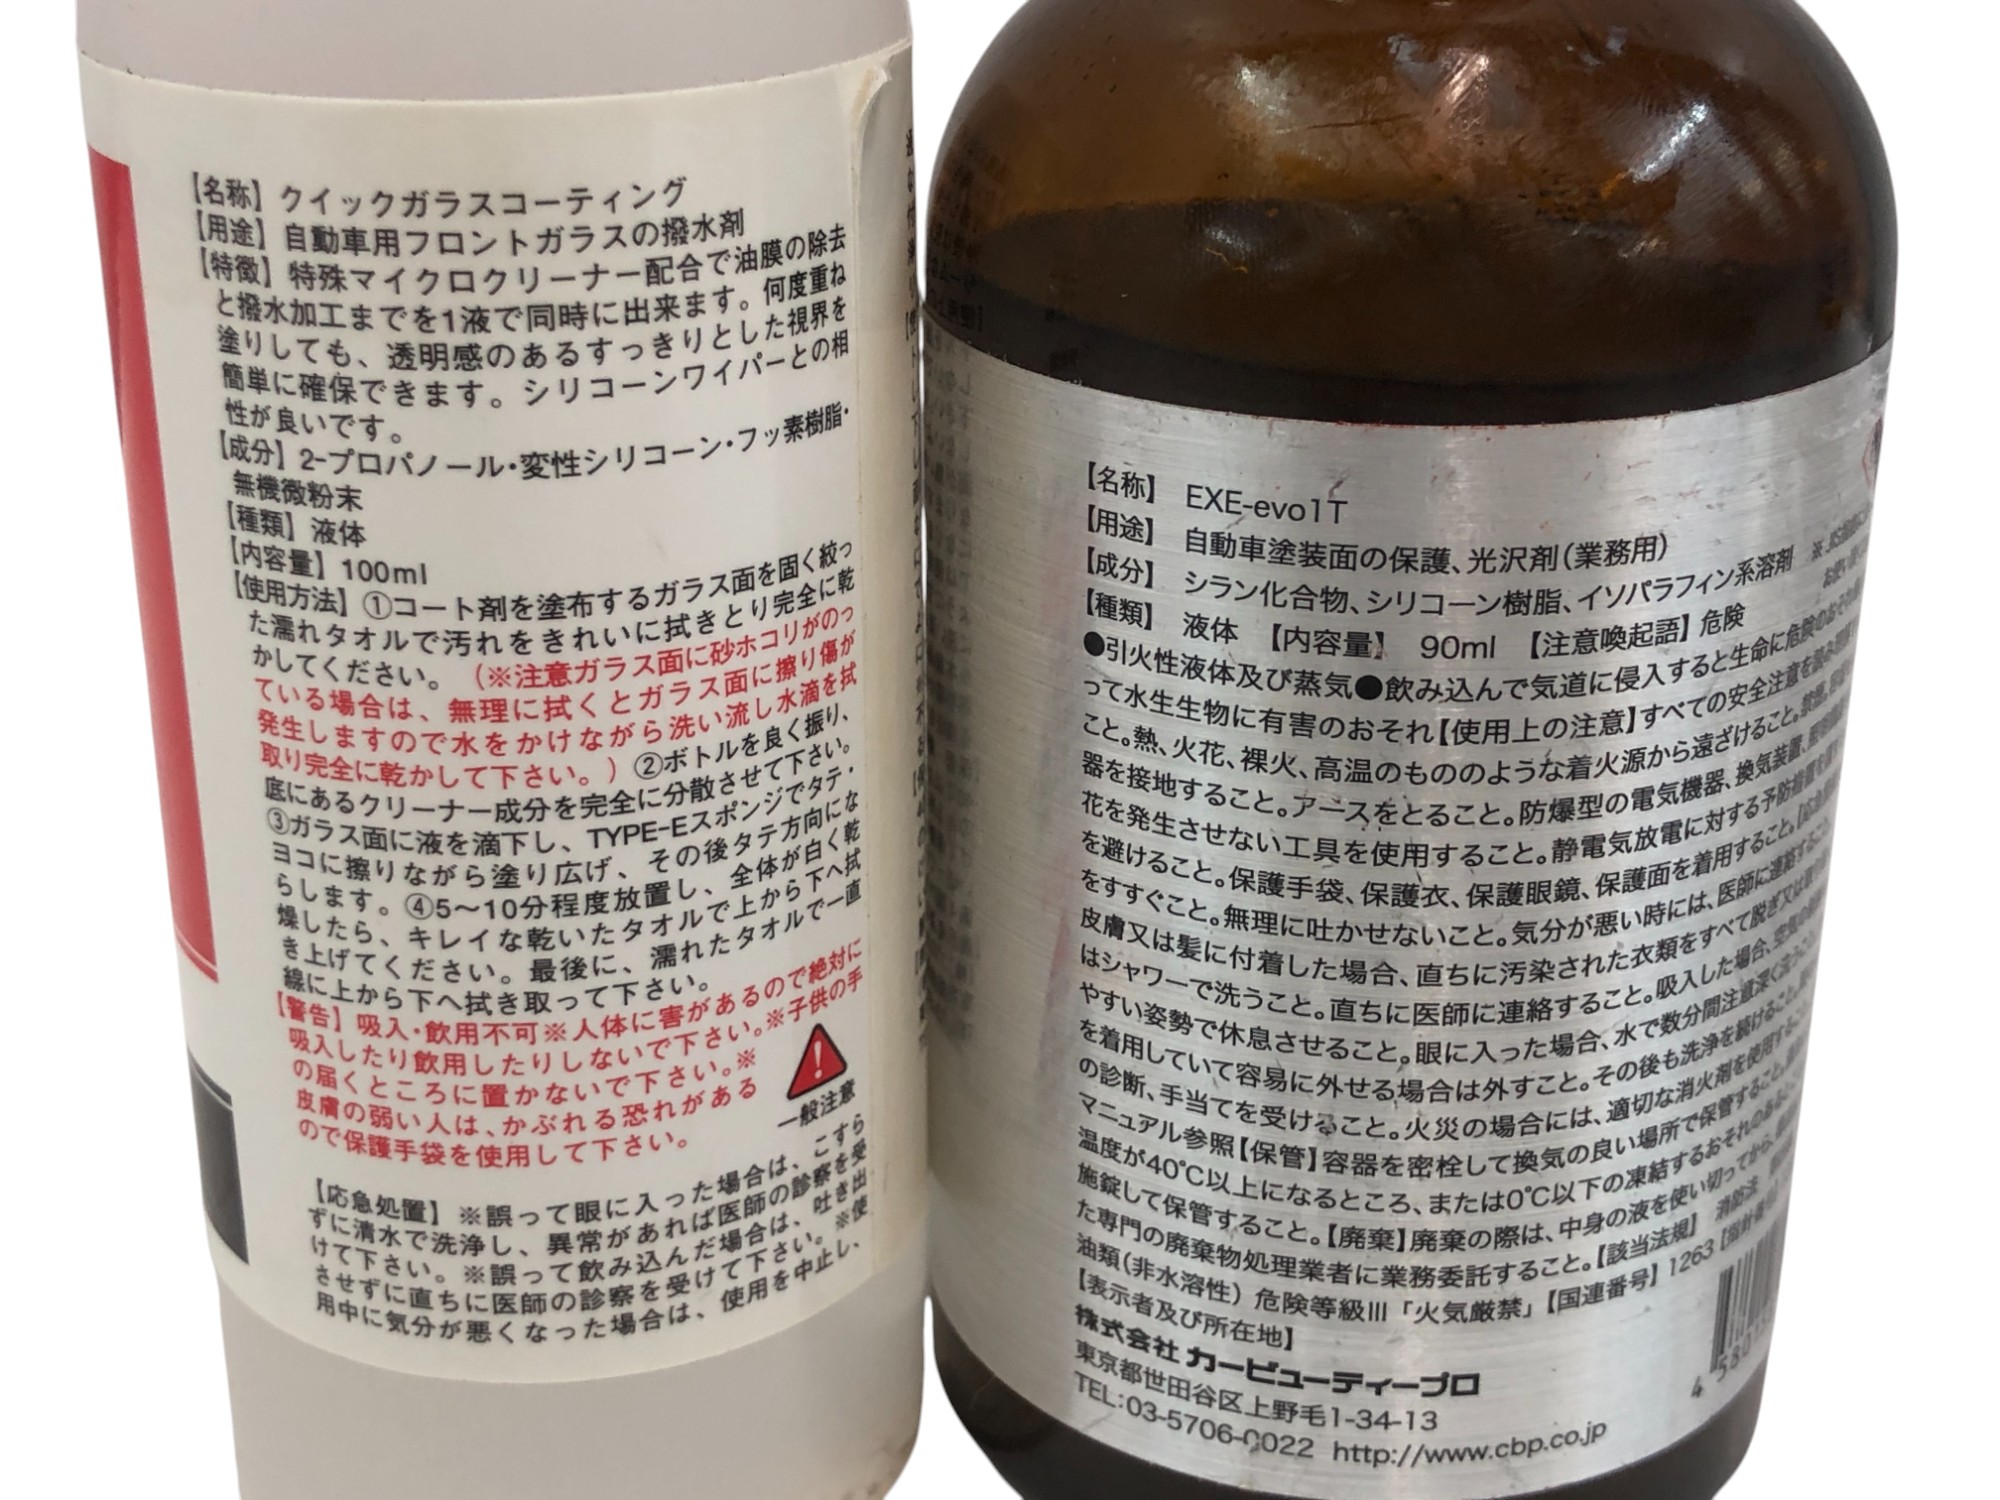 【名称】クイックガラスコーティング
【用途】自動車用フロントガラスの撥水剤
【特徴】特殊マイクロクリーナー配合で油膜の除去
と撥水加工までを1液で同時に出来ます。何度重ね
塗りしても、透明感のあるすっきりとした視界を
簡単に確保できます。シリコーンワイパーとの相
性が良いです。
【成分】2-プロパノール・変性シリコーン・フッ素樹脂・
無機微粉末
【種類】液体
【内容量】100ml
【使用方法】①コート剤を塗布するガラス面を固く絞っ
た濡れタオルで汚れをきれいに拭きとり完全に乾
かしてください。(※注意ガラス面に砂ホコリがのっ
ている場合は、無理に拭くとガラス面に擦り傷が
発生しますので水をかけながら洗い流し水滴を拭
取り完全に乾かして下さい。)②ボトルを良く振り、
底にあるクリーナー成分を完全に分散させて下さい。
③ガラス面に液を滴下し、TYPE-Eスポンジでタテ・
ヨコに擦りながら塗り広げ、その後タテ方向にな
らします。④5～10分程度放置し、全体が白く乾
燥したら、キレイな乾いたタオルで上から下へ拭
き上げてください。最後に、濡れたタオルで一直
線に上から下へ拭き取って下さい。
【警告】吸入・飲用不可※人体に害があるので絶対に
吸入したり飲用したりしないで下さい。※子供の手
の届くところに置かないで下さい。※
皮膚の弱い人は、かぶれる恐れがある
ので保護手袋を使用して下さい。
一般注意
【応急処置】※誤って眼に入った場合は、こすら
ずに清水で洗浄し、異常があれば医師の診察を受
けて下さい。※誤って飲み込んだ場合は、吐き出
させずに直ちに医師の診察を受けて下さい。※使
用中に気分が悪くなった場合は、使用を中止し、
【名称】 EXE-evo1T
【用途】 自動車塗装面の保護、光沢剤(業務用)
【成分】 シラン化合物、シリコーン樹脂、イソパラフィン系溶剤
【種類】 液体 【内容量】 90ml 【注意喚起語】危険
●引火性液体及び蒸気●飲み込んで気道に侵入すると生命に危険のおそれ
って水生生物に有害のおそれ【使用上の注意】すべての安全注意を読み
こと。熱、火花、裸火、高温のもののような着火源から遠ざけること。
器を接地すること。アースをとること。防爆型の電気機器、換気装置、
花を発生させない工具を使用すること。静電気放電に対する予防措置を
を避けること。保護手袋、保護衣、保護眼鏡、保護面を着用すること。
をすすぐこと。無理に吐かせないこと。気分が悪い時には、医師に連絡すること。
皮膚又は髪に付着した場合、直ちに汚染された衣類をすべて脱ぎ又は
はシャワーで洗うこと。直ちに医師に連絡すること。吸入した場合、空気の
やすい姿勢で休息させること。眼に入った場合、水で数分間注意深く洗うこと。
を着用していて容易に外せる場合は外すこと。その後も洗浄を続けること。
の診断、手当てを受けること。火災の場合には、適切な消火剤を使用すること。
マニュアル参照【保管】容器を密栓して換気の良い場所で保管すること。
温度が40℃以上になるところ、または0℃以下の凍結するおそれのある
施錠して保管すること。【廃棄】廃棄の際は、中身の液を使い切ってから、
た専門の廃棄物処理業者に業務委託すること。【該当法規】 消防法
油類(非水溶性) 危険等級Ⅲ「火気厳禁」【国連番号】1263
【表示者及び所在地】
株式会社 カービューティープロ
東京都世田谷区上野毛1-34-13
TEL:03-5706-0022 http://www.cbp.co.jp